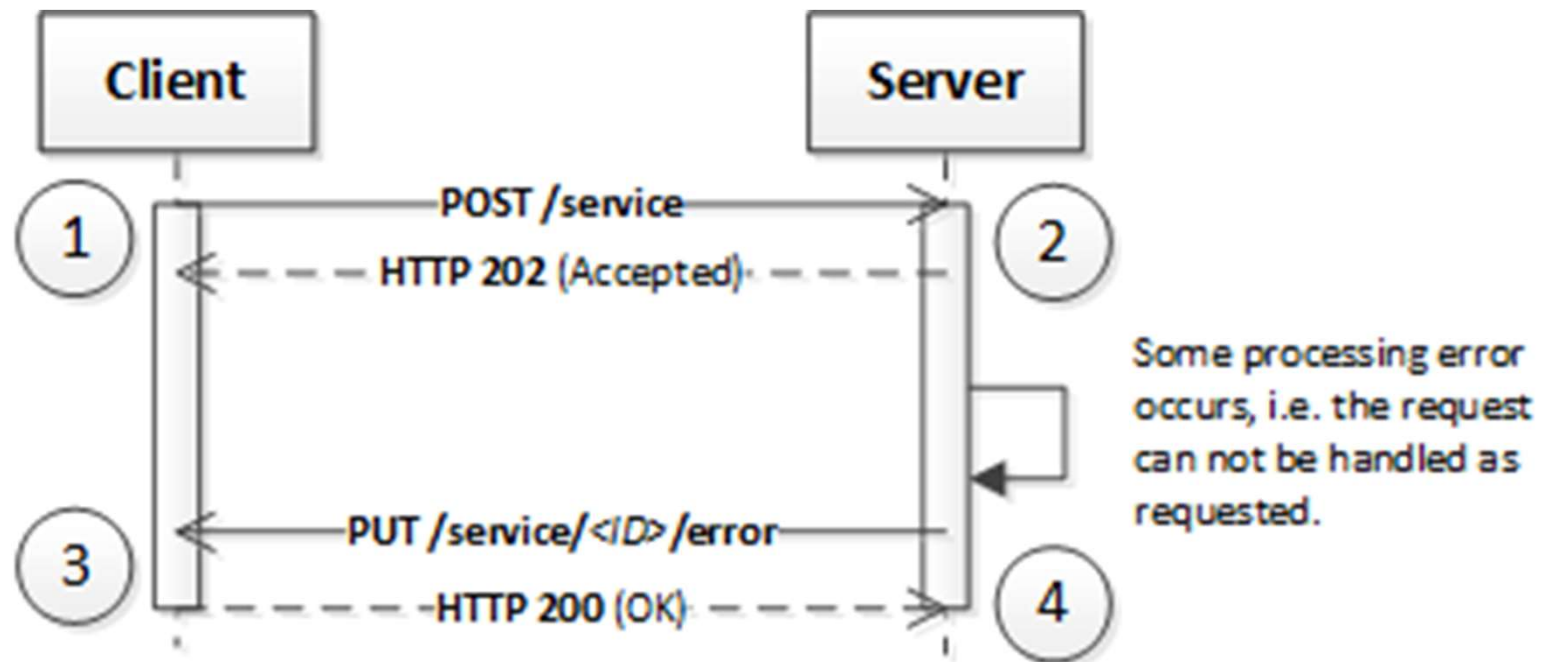 Client
Server
1
POST /service
2
HTTP 202 (Accepted)
Some processing error
occurs, i.e. the request
can not be handled as
requested.
PUT /service/<ID>/error
3
HTTP 200 (OK)
4